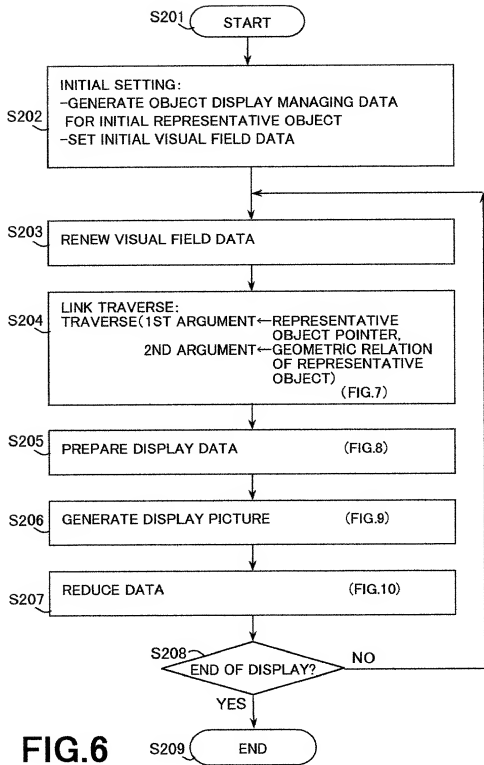 S201
START
S202
INITIAL SETTING:
-GENERATE OBJECT DISPLAY MANAGING DATA
FOR INITIAL REPRESENTATIVE OBJECT
-SET INITIAL VISUAL FIELD DATA
S203
RENEW VISUAL FIELD DATA
S204
LINK TRAVERSE:
TRAVERSE(1ST ARGUMENT←REPRESENTATIVE
OBJECT POINTER,
2ND ARGUMENT←GEOMETRIC RELATION
OF REPRESENTATIVE
OBJECT)
(FIG.7)
S205
PREPARE DISPLAY DATA (FIG.8)
S206
GENERATE DISPLAY PICTURE (FIG.9)
S207
REDUCE DATA (FIG.10)
S208
END OF DISPLAY?
NO
YES
S209
END
FIG.6